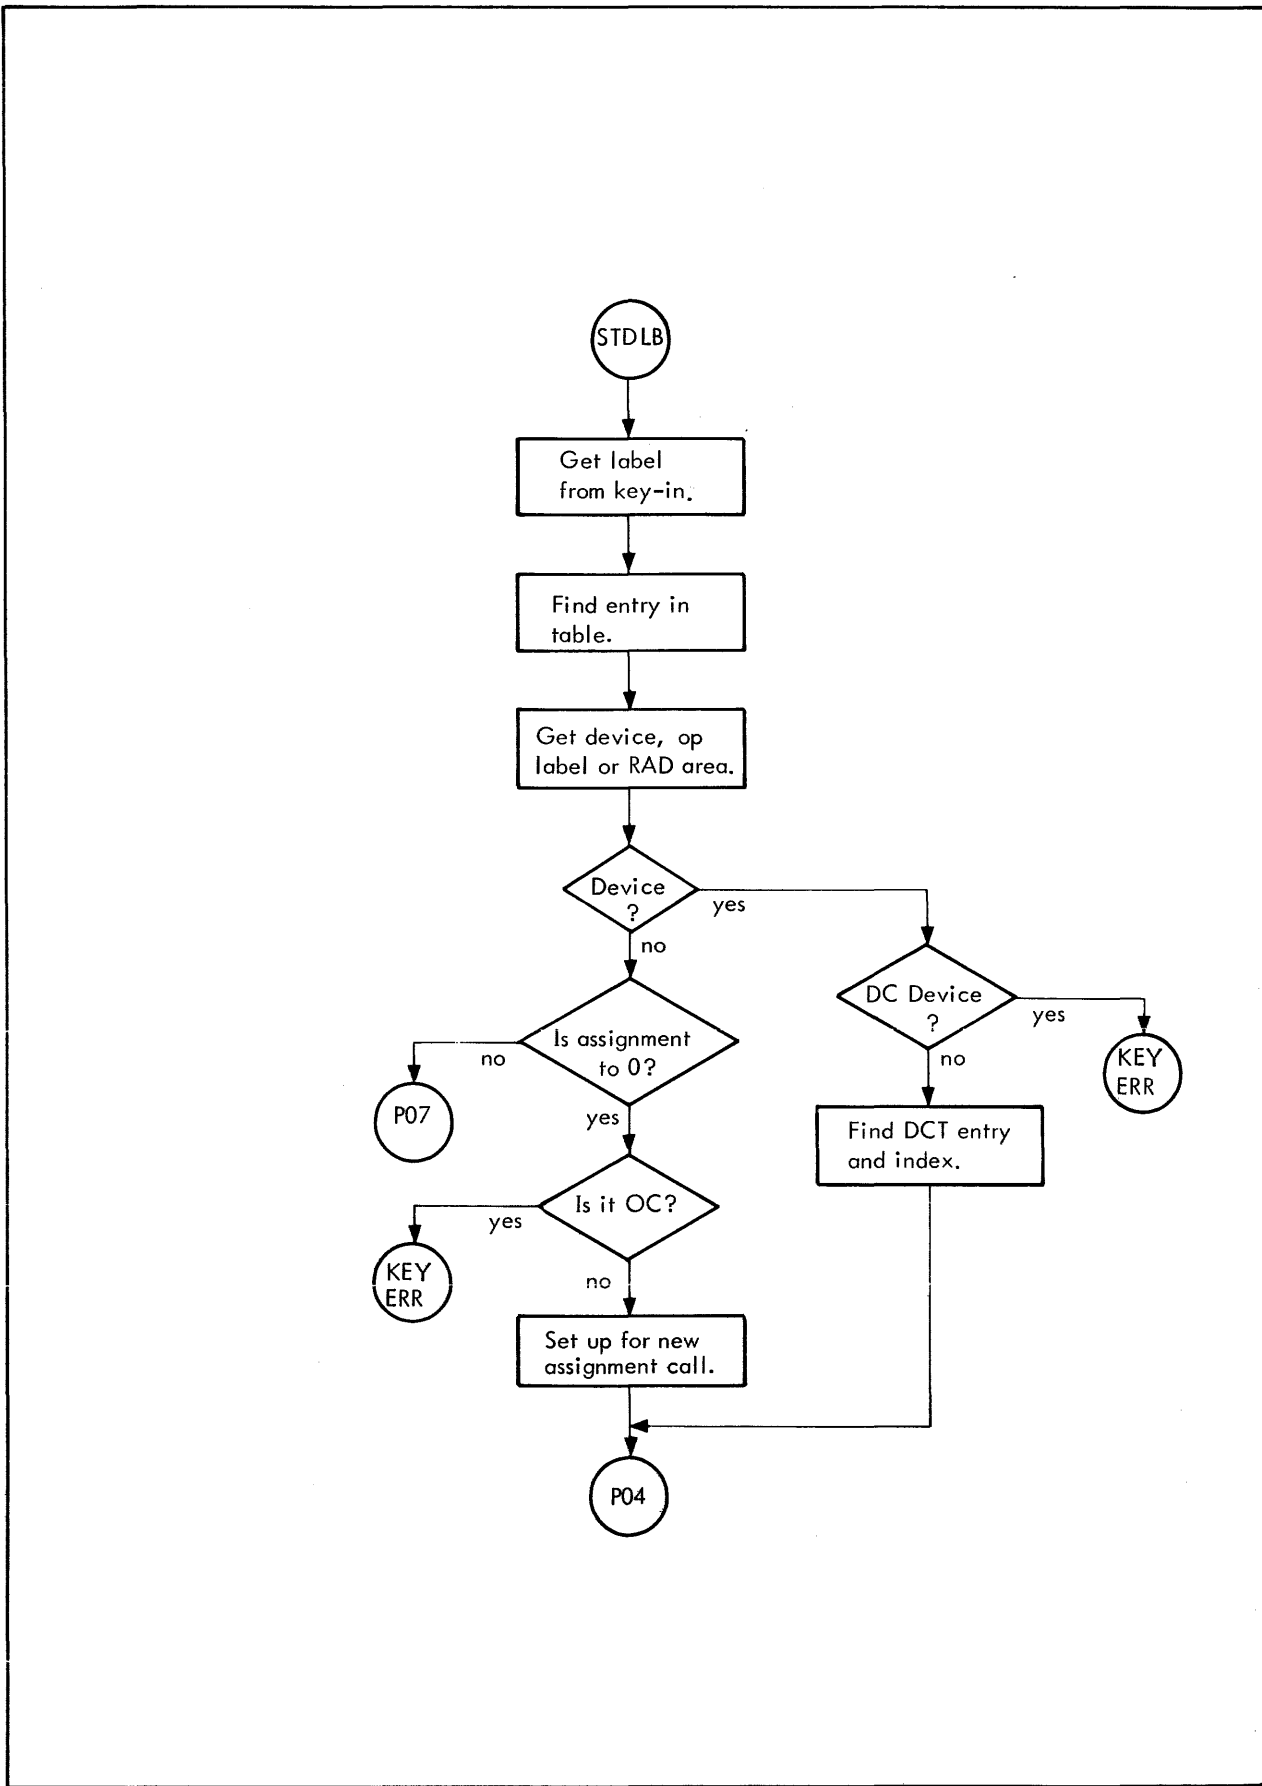 STDLB
Get label
from key-in.
Find entry in
table.
Get device, op
label or RAD area.
Device
?
yes
no
DC Device
?
yes
no
KEY
ERR
Is assignment
to 0?
no
yes
P07
Find DCT entry
and index.
Is it OC?
yes
no
KEY
ERR
Set up for new
assignment call.
P04